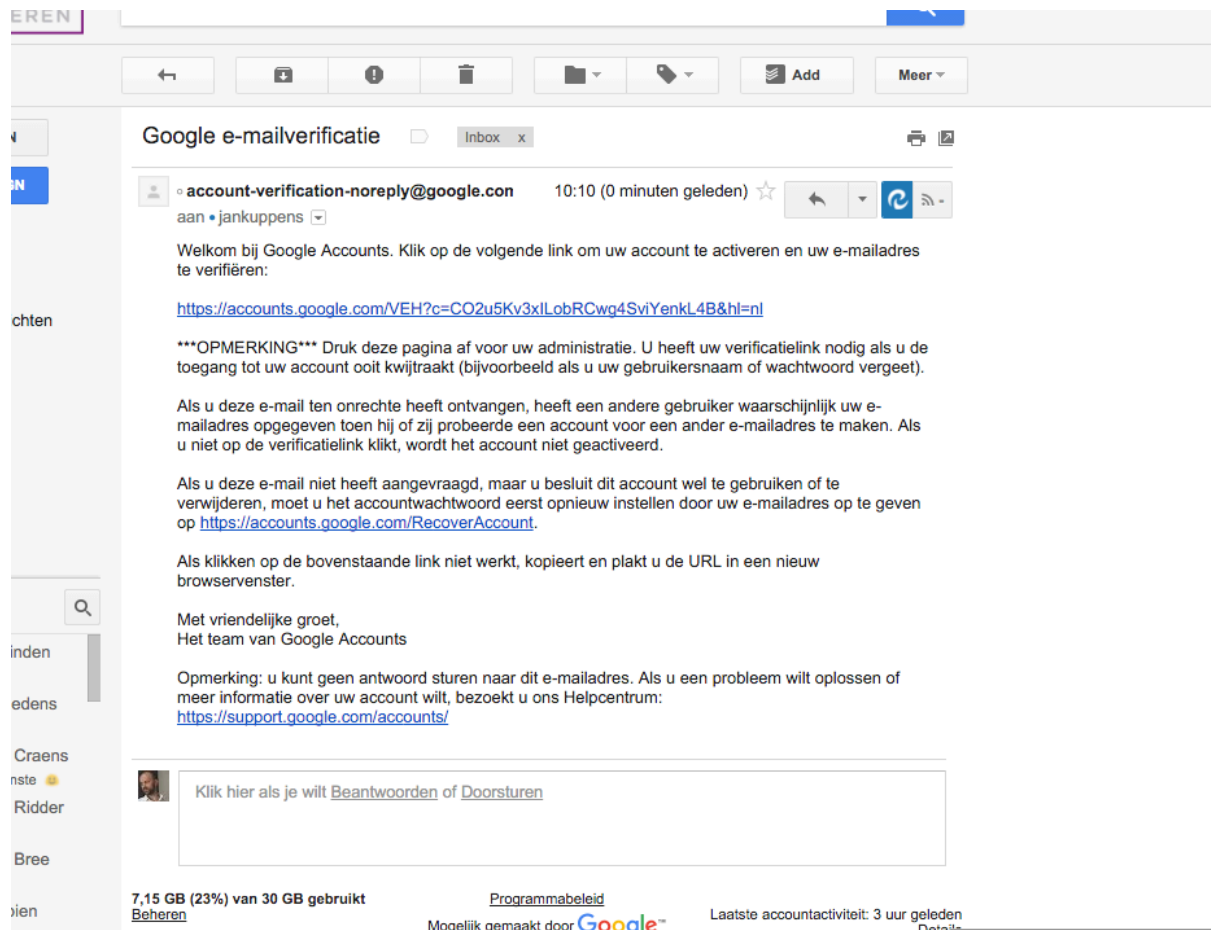 EREN
Add
Meer
Google e-mailverificatie
Inbox x
account-verification-noreply@google.con 10:10 (0 minuten geleden)
aan • jankuppens
Welkom bij Google Accounts. Klik op de volgende link om uw account te activeren en uw e-mailadres
te verifiëren:
https://accounts.google.com/VEH?c=CO2u5Kv3xILobRCwg4SviYenkL4B&hl=nl
chten
***OPMERKING*** Druk deze pagina af voor uw administratie. U heeft uw verificatielink nodig als u de
toegang tot uw account ooit kwijtraakt (bijvoorbeeld als u uw gebruikersnaam of wachtwoord vergeet).
Als u deze e-mail ten onrechte heeft ontvangen, heeft een andere gebruiker waarschijnlijk uw e-
mailadres opgegeven toen hij of zij probeerde een account voor een ander e-mailadres te maken. Als
u niet op de verificatielink klikt, wordt het account niet geactiveerd.
Als u deze e-mail niet heeft aangevraagd, maar u besluit dit account wel te gebruiken of te
verwijderen, moet u het accountwachtwoord eerst opnieuw instellen door uw e-mailadres op te geven
op https://accounts.google.com/RecoverAccount.
Als klikken op de bovenstaande link niet werkt, kopieert en plakt u de URL in een nieuw
browservenster.
Met vriendelijke groet,
Het team van Google Accounts
Opmerking: u kunt geen antwoord sturen naar dit e-mailadres. Als u een probleem wilt oplossen of
meer informatie over uw account wilt, bezoekt u ons Helpcentrum:
https://support.google.com/accounts/
inden
edens
Craens
nste
Ridder
Bree
Klik hier als je wilt Beantwoorden of Doorsturen
7,15 GB (23%) van 30 GB gebruikt
Beheren
Programmabeleid
Mogelijk gemaakt door Google™
Laatste accountactiviteit: 3 uur geleden
Details